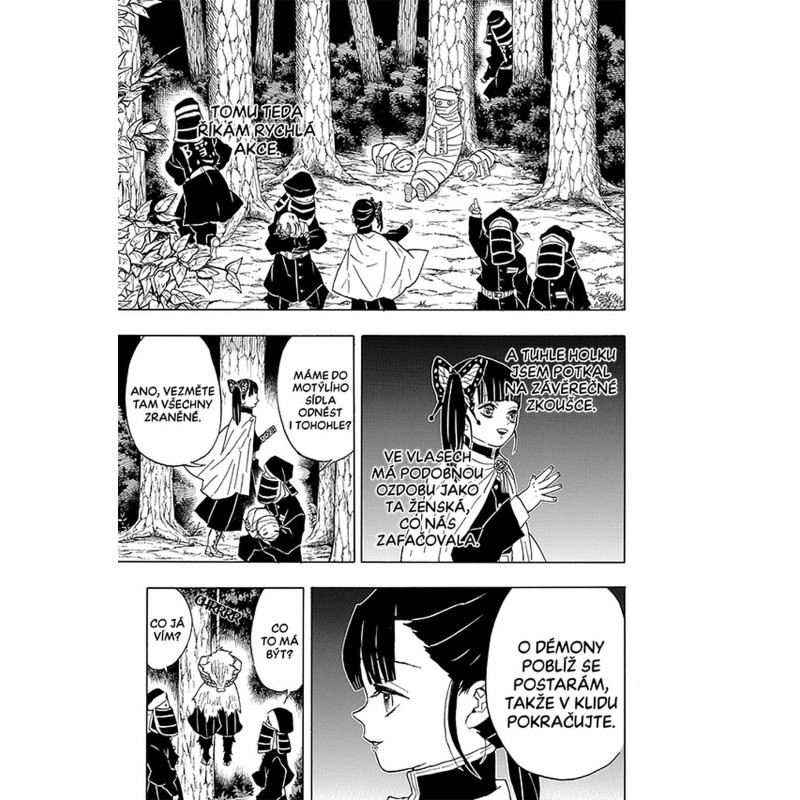 TOMU TEDA
ŘÍKÁM RYCHLÁ
AKCE.
A TUHLE HOLKU
JSEM POTKAL
NA ZÁVĚREČNÉ
ZKOUŠCE.
VE VLASECH
MÁ PODOBNOU
OZDOBU JAKO
TA ŽENSKÁ,
CO NÁS
ZAFAČOVALA.
MÁME DO
MOTÝLÍHO
SÍDLA
ODNÉST
I TOHOHLE?
ANO, VEZMĚTE
TAM VŠECHNY
ZRANĚNÉ.
O DÉMONY
POBLÍŽ SE
POSTARÁM,
TAKŽE V KLIDU
POKRAČUJTE.
CHRRRR
CO
TO MÁ
BÝT?
CO JÁ
VÍM?